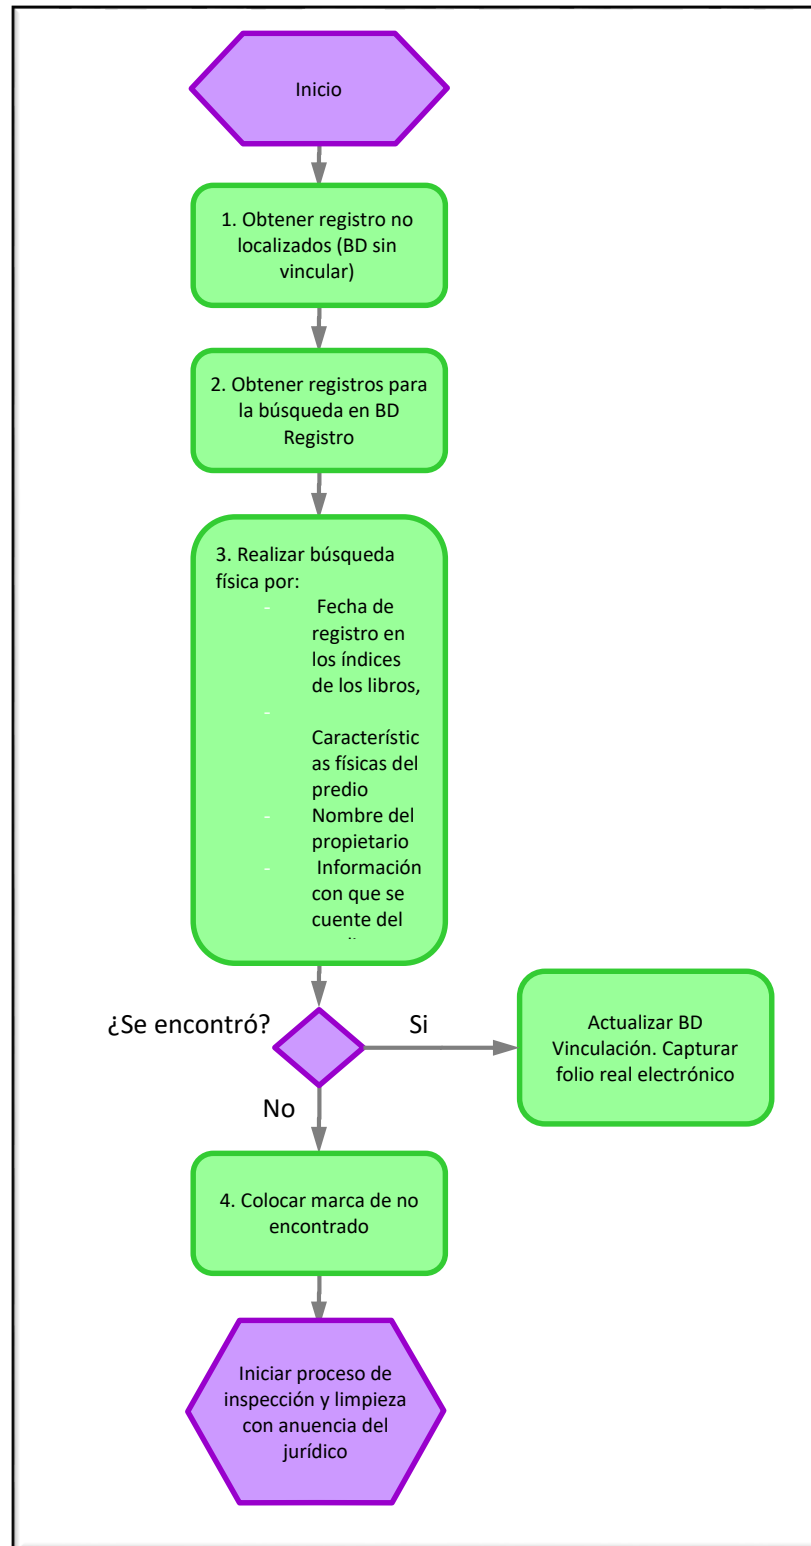 Inicio
1. Obtener registro no
localizados (BD sin
vincular)
2. Obtener registros para
la búsqueda en BD
Registro
3. Realizar búsqueda
física por:
- Fecha de
registro en
los índices
de los libros,
-
Característic
as físicas del
predio
- Nombre del
propietario
- Información
con que se
cuente del
¿Se encontró?
Si
Actualizar BD
Vinculación. Capturar
folio real electrónico
No
4. Colocar marca de no
encontrado
Iniciar proceso de
inspección y limpieza
con anuencia del
jurídico